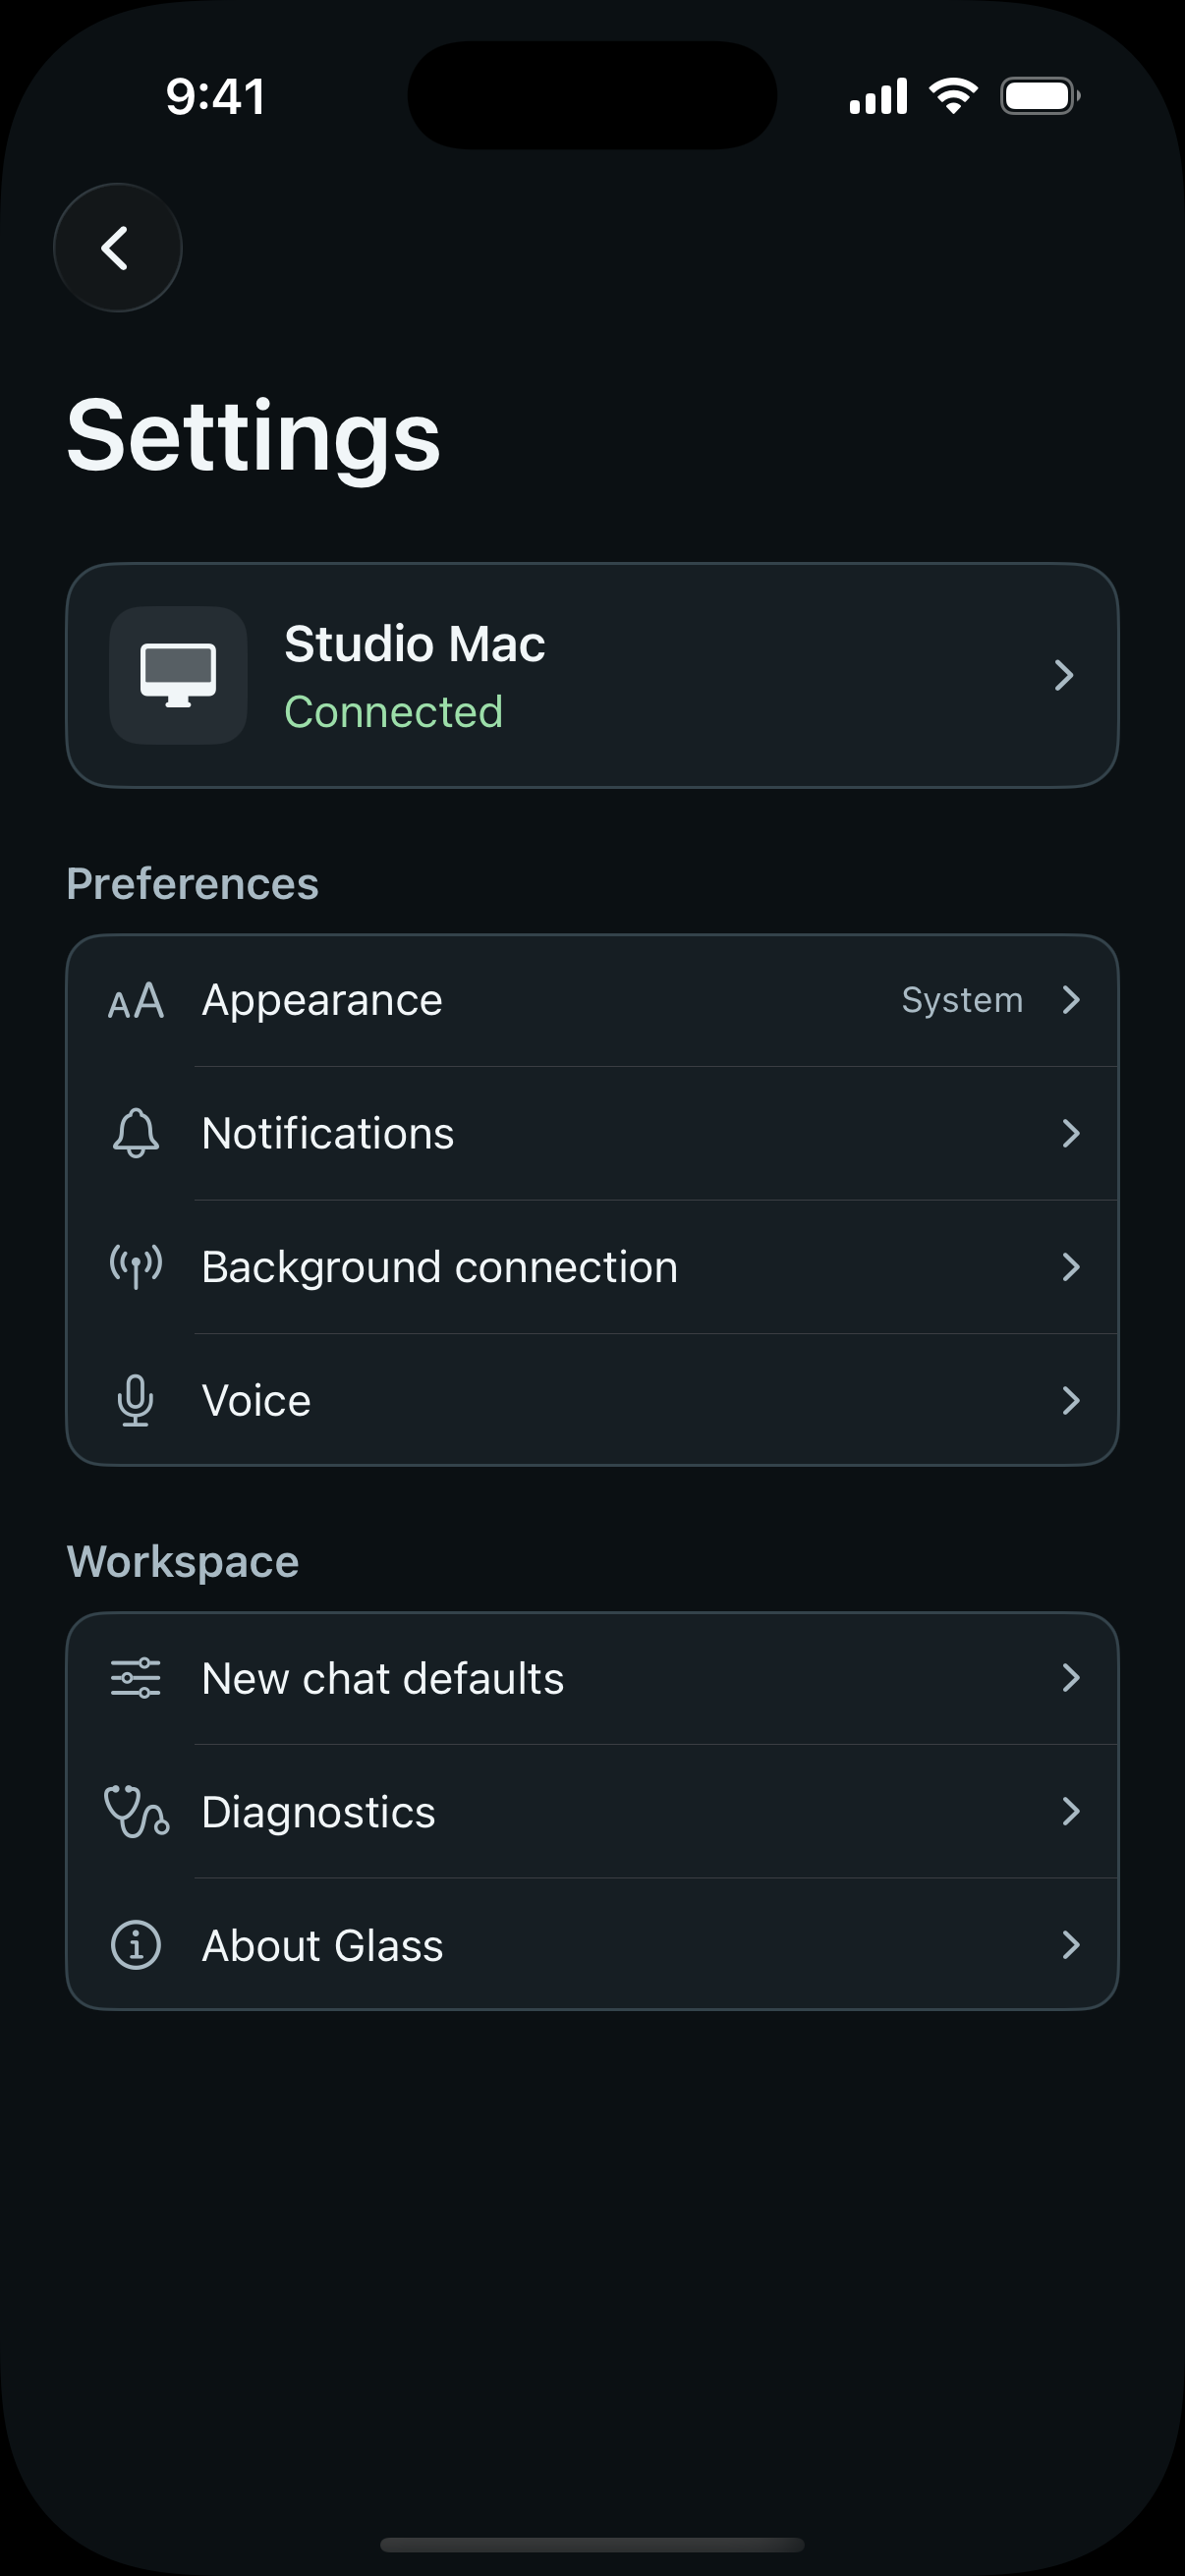 9:41
Settings
Studio Mac
Connected
Preferences
AA Appearance System
Notifications
Background connection
Voice
Workspace
New chat defaults
Diagnostics
About Glass